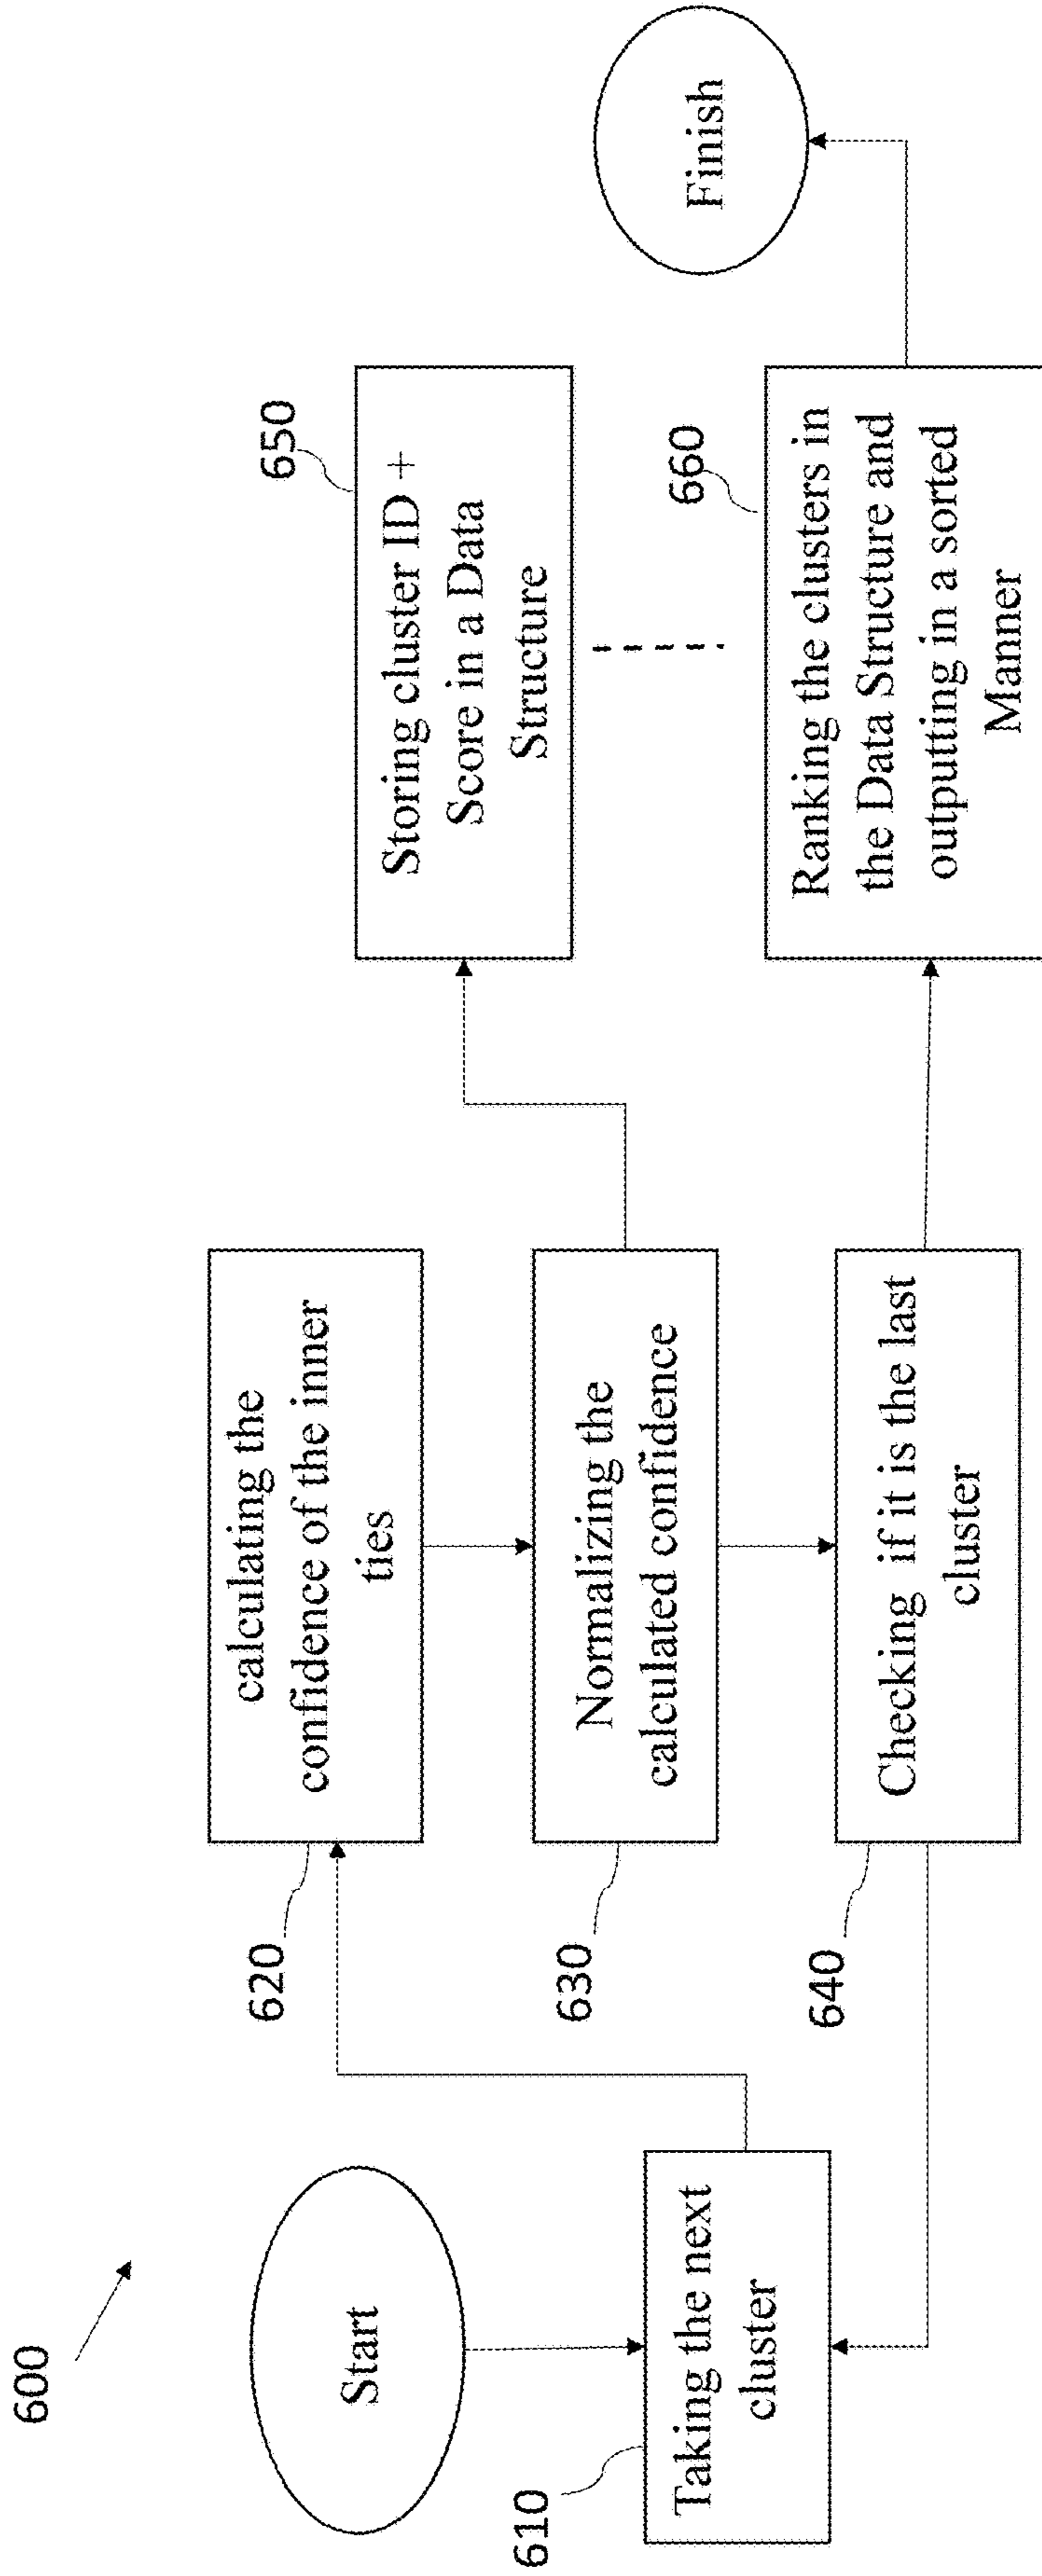 600
Start
610
Taking the next
cluster
620
calculating the
confidence of the inner
ties
630
Normalizing the
calculated confidence
640
Checking if it is the last
cluster
650
Storing cluster ID +
Score in a Data
Structure
660
Ranking the clusters in
the Data Structure and
outputting in a sorted
Manner
Finish